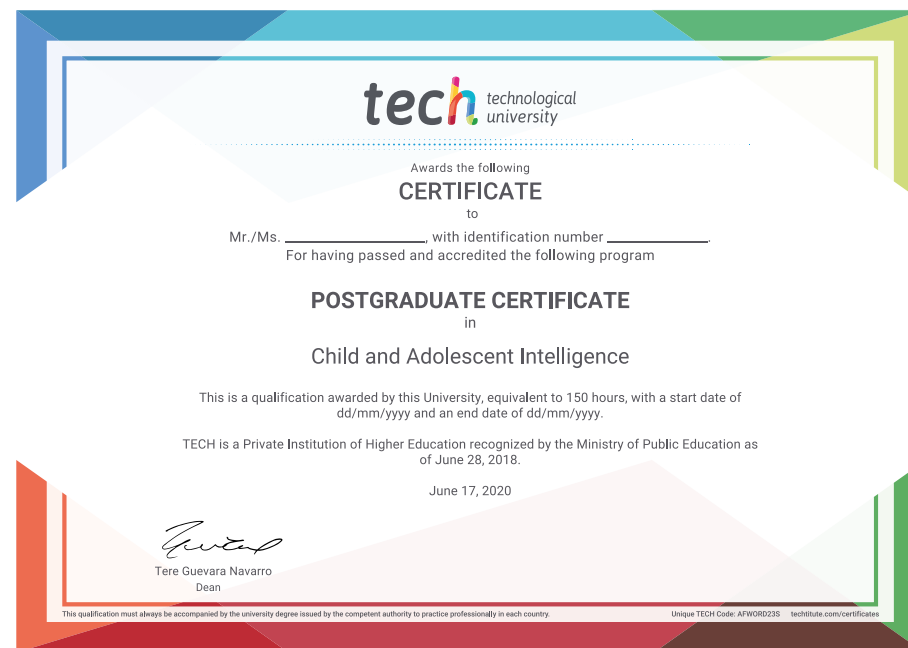 tech technological
university
Awards the following
CERTIFICATE
to
Mr./Ms. ____________________, with identification number ______________.
For having passed and accredited the following program
POSTGRADUATE CERTIFICATE
in
Child and Adolescent Intelligence
This is a qualification awarded by this University, equivalent to 150 hours, with a start date of
dd/mm/yyyy and an end date of dd/mm/yyyy.
TECH is a Private Institution of Higher Education recognized by the Ministry of Public Education as
of June 28, 2018.
June 17, 2020
Tere Guevara Navarro
Dean
This qualification must always be accompanied by the university degree issued by the competent authority to practice professionally in each country. Unique TECH Code: AFWORD23S techtitute.com/certificates